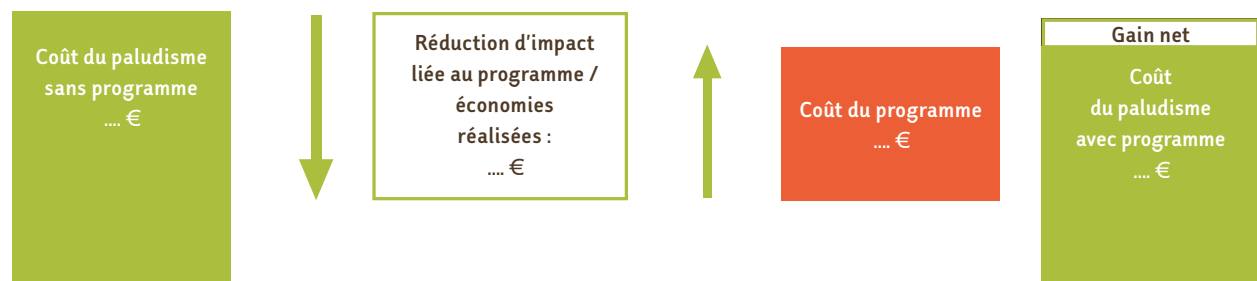 Coût du paludisme
sans programme
.... €
Réduction d'impact
liée au programme /
économies
réalisées :
.... €
Coût du programme
.... €
Gain net
Coût
du paludisme
avec programme
.... €